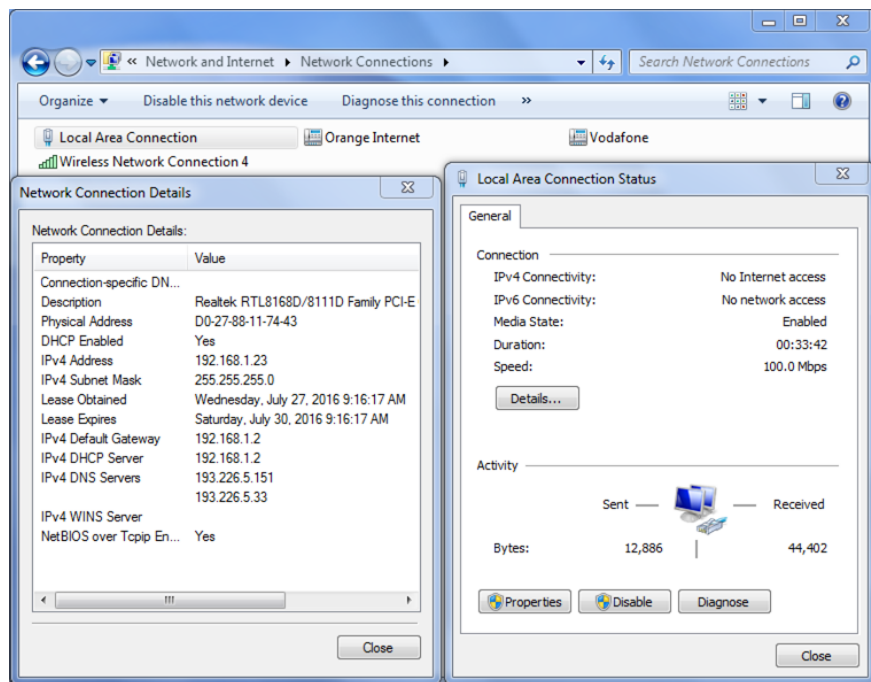 « Network and Internet ▸ Network Connections ▸
Search Network Connections
Organize ▼ Disable this network device Diagnose this connection »
Local Area Connection Orange Internet Vodafone
Wireless Network Connection 4
Network Connection Details
Network Connection Details:
Property Value
Connection-specific DN...
Description Realtek RTL8168D/8111D Family PCI-E
Physical Address D0-27-88-11-74-43
DHCP Enabled Yes
IPv4 Address 192.168.1.23
IPv4 Subnet Mask 255.255.255.0
Lease Obtained Wednesday, July 27, 2016 9:16:17 AM
Lease Expires Saturday, July 30, 2016 9:16:17 AM
IPv4 Default Gateway 192.168.1.2
IPv4 DHCP Server 192.168.1.2
IPv4 DNS Servers 193.226.5.151
193.226.5.33
IPv4 WINS Server
NetBIOS over Tcpip En... Yes
Close
Local Area Connection Status
General
Connection
IPv4 Connectivity: No Internet access
IPv6 Connectivity: No network access
Media State: Enabled
Duration: 00:33:42
Speed: 100.0 Mbps
Details...
Activity
Sent Received
Bytes: 12,886 44,402
Properties Disable Diagnose
Close